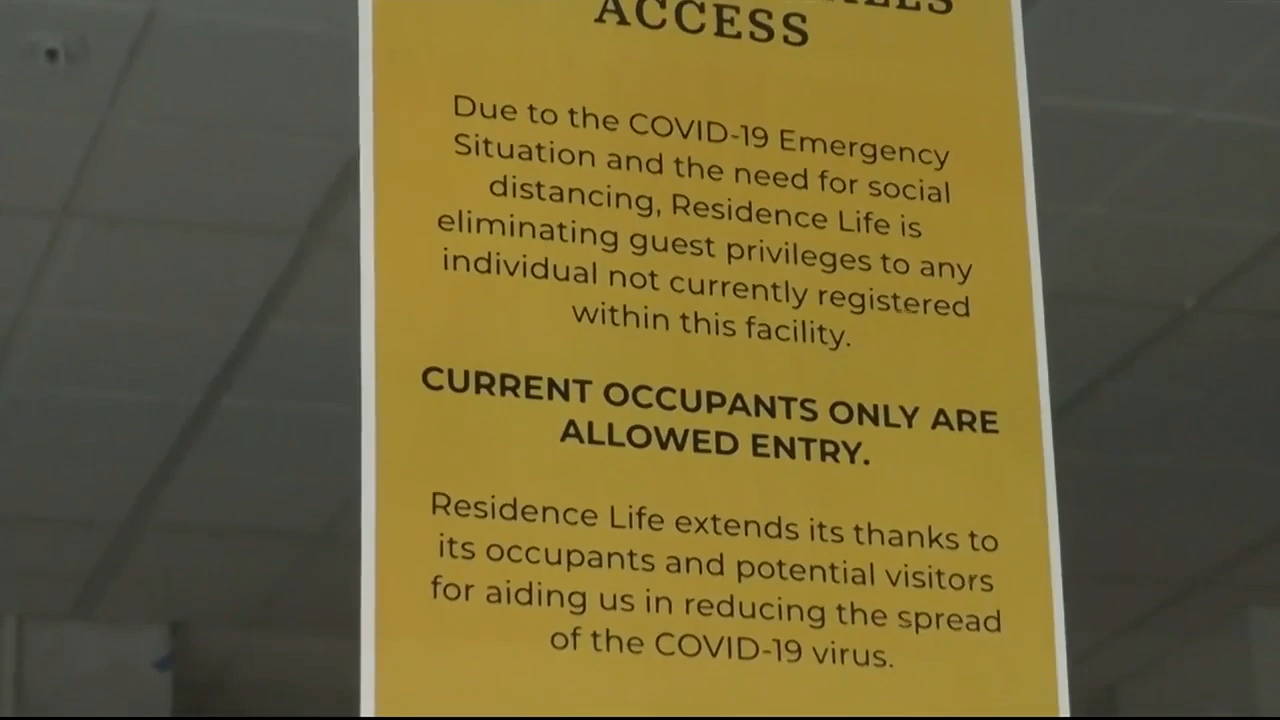 ACCESS
Due to the COVID-19 Emergency
Situation and the need for social
distancing, Residence Life is
eliminating guest privileges to any
individual not currently registered
within this facility.
CURRENT OCCUPANTS ONLY ARE
ALLOWED ENTRY.
Residence Life extends its thanks to
its occupants and potential visitors
for aiding us in reducing the spread
of the COVID-19 virus.